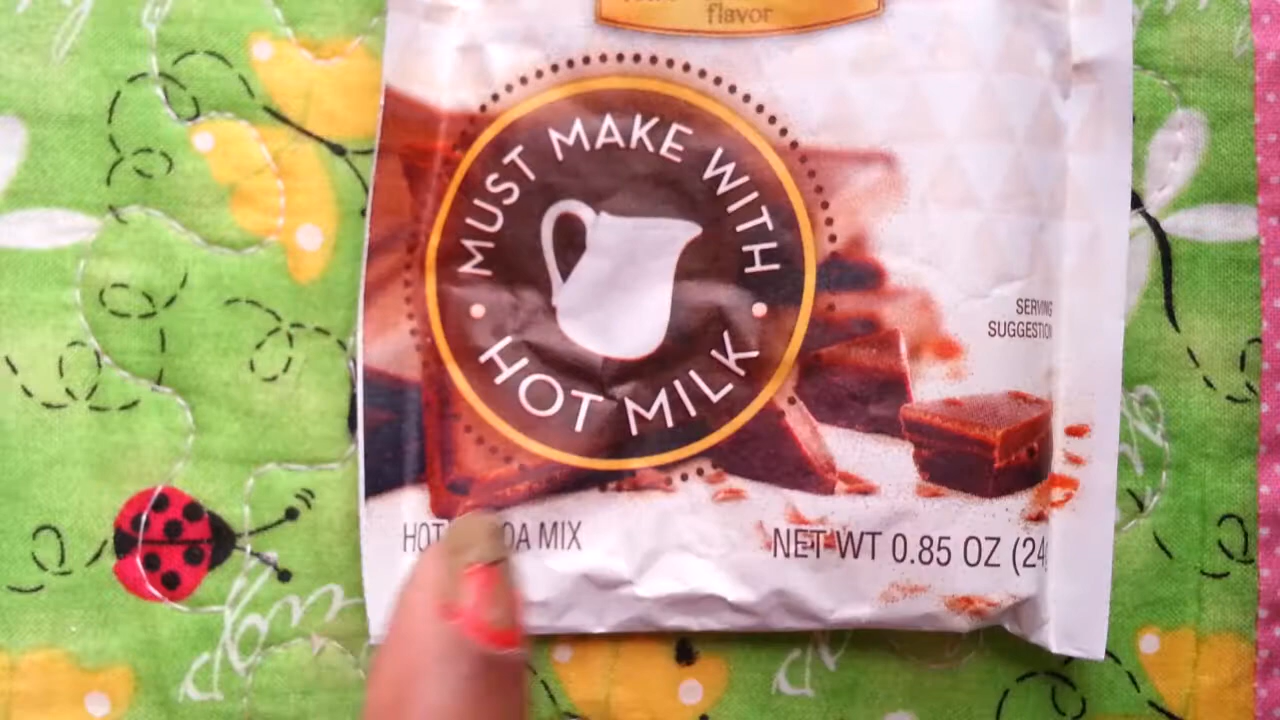 flavor
MUST MAKE WITH
HOT MILK
SERVING
SUGGESTION
HOT OA MIX
NET WT 0.85 OZ (24